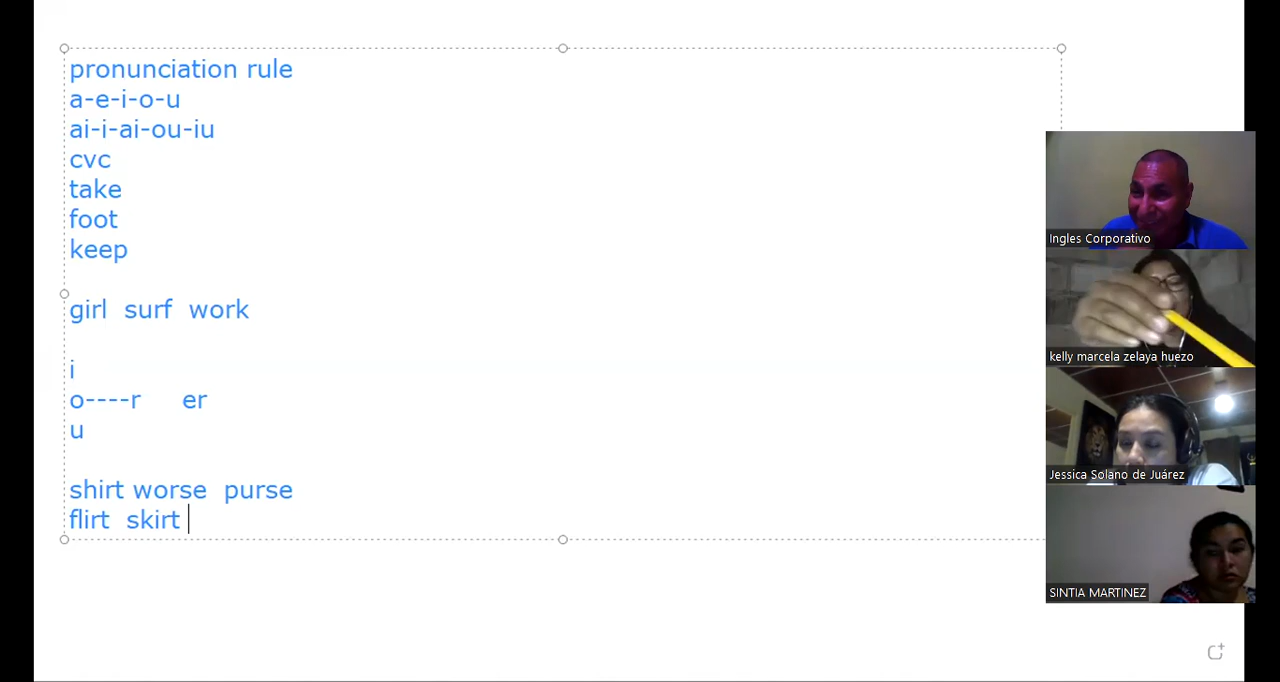 pronunciation rule
a-e-i-o-u
ai-i-ai-ou-iu
cvc
take
foot
keep
girl surf work
i
o----r er
u
shirt worse purse
flirt skirt
Ingles Corporativo
kelly marcela zelaya huezo
Jessica Solano de Juárez
SINTIA MARTINEZ